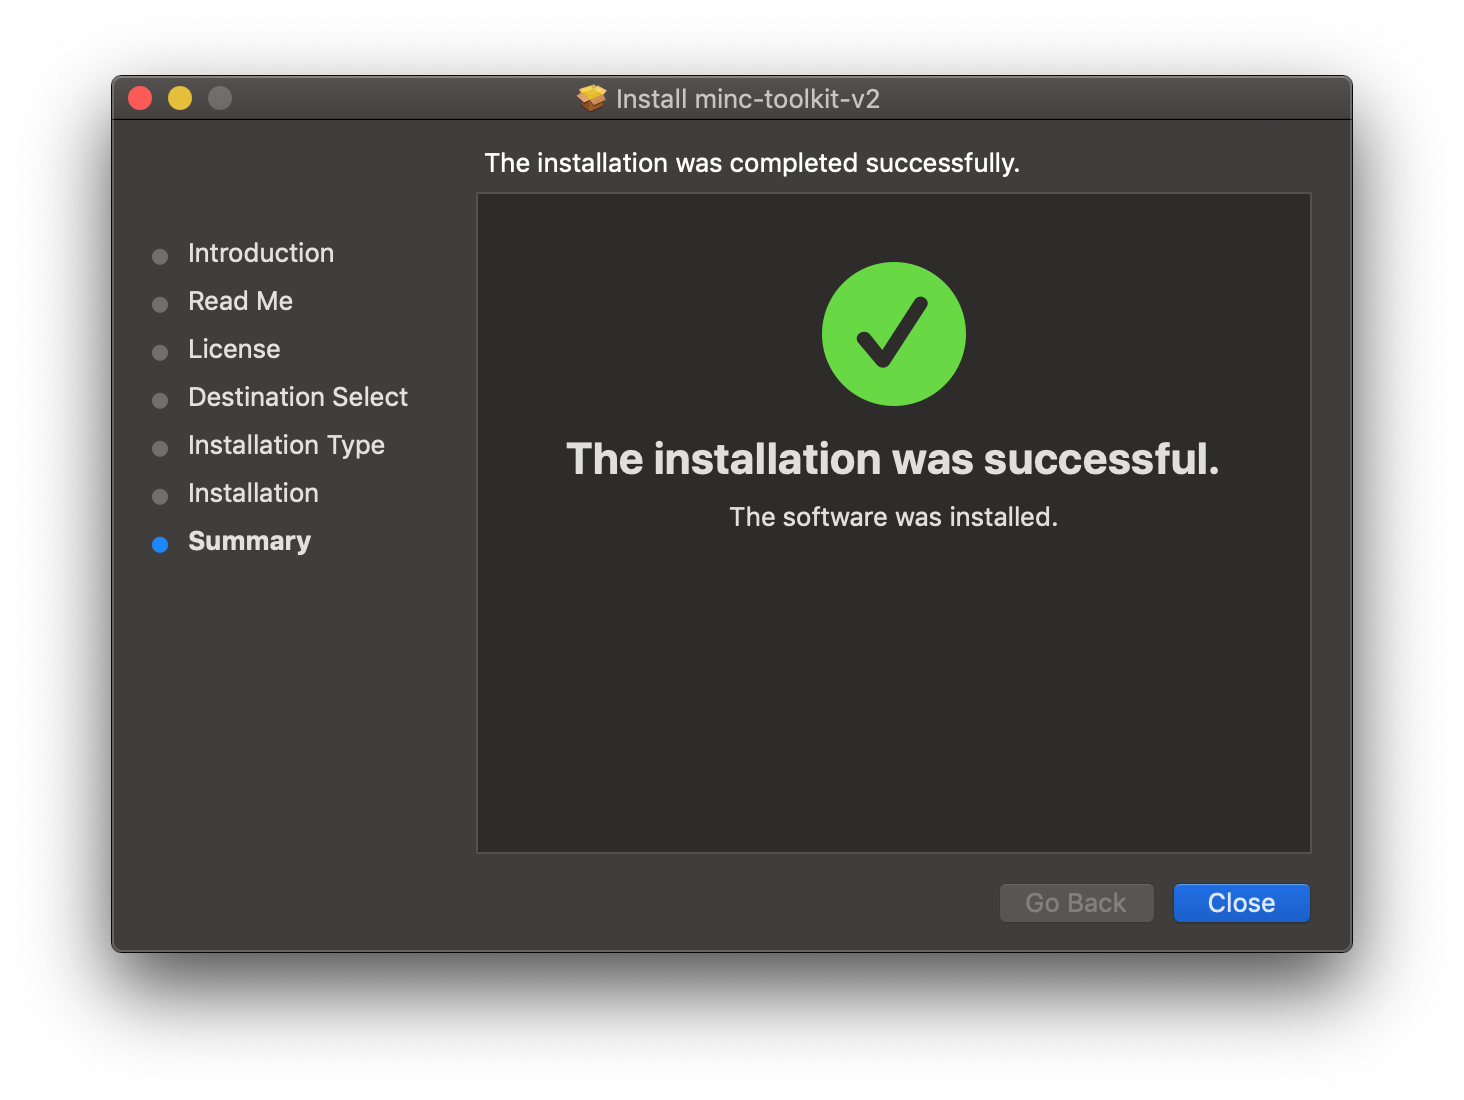 Install minc-toolkit-v2
The installation was completed successfully.
Introduction
Read Me
License
Destination Select
Installation Type
Installation
Summary
The installation was successful.
The software was installed.
Go Back
Close